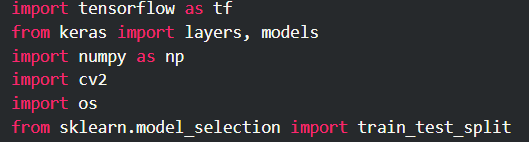 import tensorflow as tf
from keras import layers, models
import numpy as np
import cv2
import os
from sklearn.model_selection import train_test_split